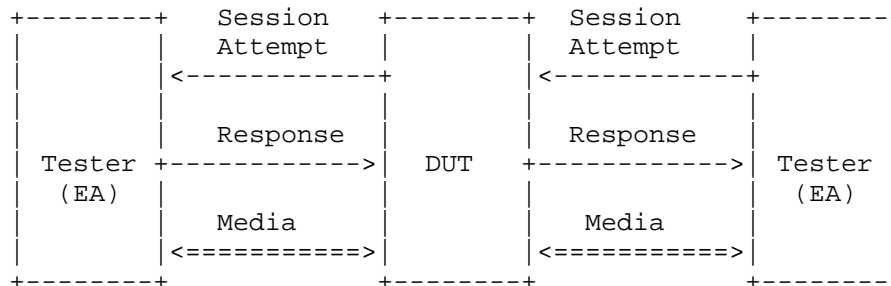 Session Session
Attempt Attempt
Response Response
Tester DUT Tester
(EA) (EA)
Media Media